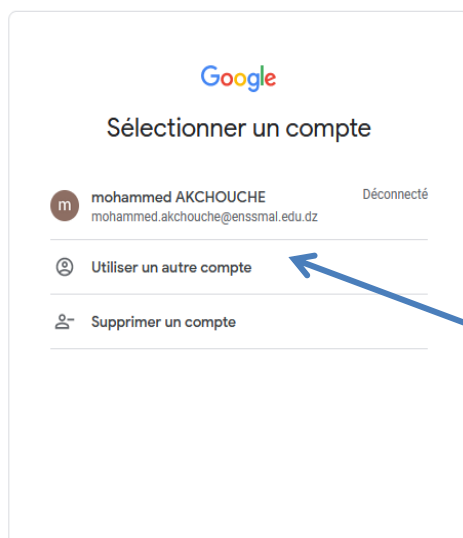 Google
Sélectionner un compte
m
mohammed AKCHOUCHE
Déconnecté
mohammed.akchouche@enssmal.edu.dz
Utiliser un autre compte
Supprimer un compte